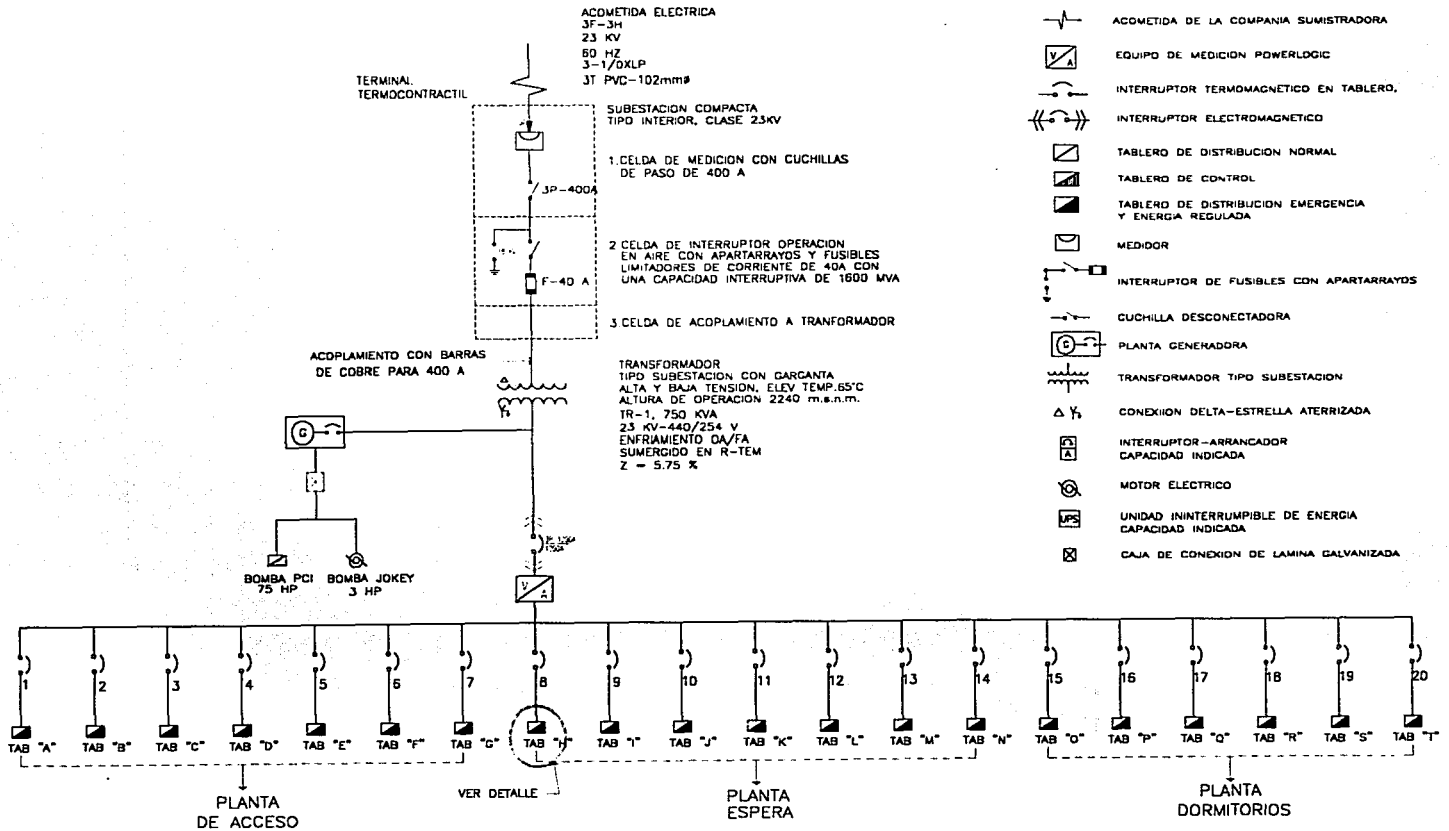 ACOMETIDA ELECTRICA
3F-3H
23 KV
60 HZ
3-1/0XLP
3T PVC-102mmø
TERMINAL
TERMOCONTRACTIL
SUBESTACION COMPACTA
TIPO INTERIOR, CLASE 23KV
1.CELDA DE MEDICION CON CUCHILLAS
DE PASO DE 400 A
3P-400A
2 CELDA DE INTERRUPTOR OPERACION
EN AIRE CON APARTARRAYOS Y FUSIBLES
LIMITADORES DE CORRIENTE DE 40A CON
UNA CAPACIDAD INTERRUPTIVA DE 1600 MVA
F-40 A
3.CELDA DE ACOPLAMIENTO A TRANFORMADOR
ACOPLAMIENTO CON BARRAS
DE COBRE PARA 400 A
TRANSFORMADOR
TIPO SUBESTACION CON GARGANTA
ALTA Y BAJA TENSION, ELEV TEMP.65°C
ALTURA DE OPERACION 2240 m.s.n.m.
TR-1, 750 KVA
23 KV-440/254 V
ENFRIAMIENTO OA/FA
SUMERGIDO EN R-TEM
Z = 5.75 %
G
BOMBA PCI
75 HP
BOMBA JOKEY
3 HP
V
A
1 2 3 4 5 6 7 8 9 10 11 12 13 14 15 16 17 18 19 20
TAB "A" TAB "B" TAB "C" TAB "D" TAB "E" TAB "F" TAB "G" TAB "H" TAB "I" TAB "J" TAB "K" TAB "L" TAB "M" TAB "N" TAB "O" TAB "P" TAB "Q" TAB "R" TAB "S" TAB "T"
VER DETALLE
PLANTA
DE ACCESO
PLANTA
ESPERA
PLANTA
DORMITORIOS
ACOMETIDA DE LA COMPANIA SUMISTRADORA
V
A
EQUIPO DE MEDICION POWERLOGIC
INTERRUPTOR TERMOMAGNETICO EN TABLERO.
INTERRUPTOR ELECTROMAGNETICO
TABLERO DE DISTRIBUCION NORMAL
TABLERO DE CONTROL
TABLERO DE DISTRIBUCION EMERGENCIA
Y ENERGIA REGULADA
MEDIDOR
INTERRUPTOR DE FUSIBLES CON APARTARRAYOS
CUCHILLA DESCONECTADORA
G
PLANTA GENERADORA
TRANSFORMADOR TIPO SUBESTACION
CONEXIION DELTA-ESTRELLA ATERRIZADA
A
INTERRUPTOR-ARRANCADOR
CAPACIDAD INDICADA
MOTOR ELECTRICO
UPS
UNIDAD ININTERRUMPIBLE DE ENERGIA
CAPACIDAD INDICADA
CAJA DE CONEXION DE LAMINA GALVANIZADA